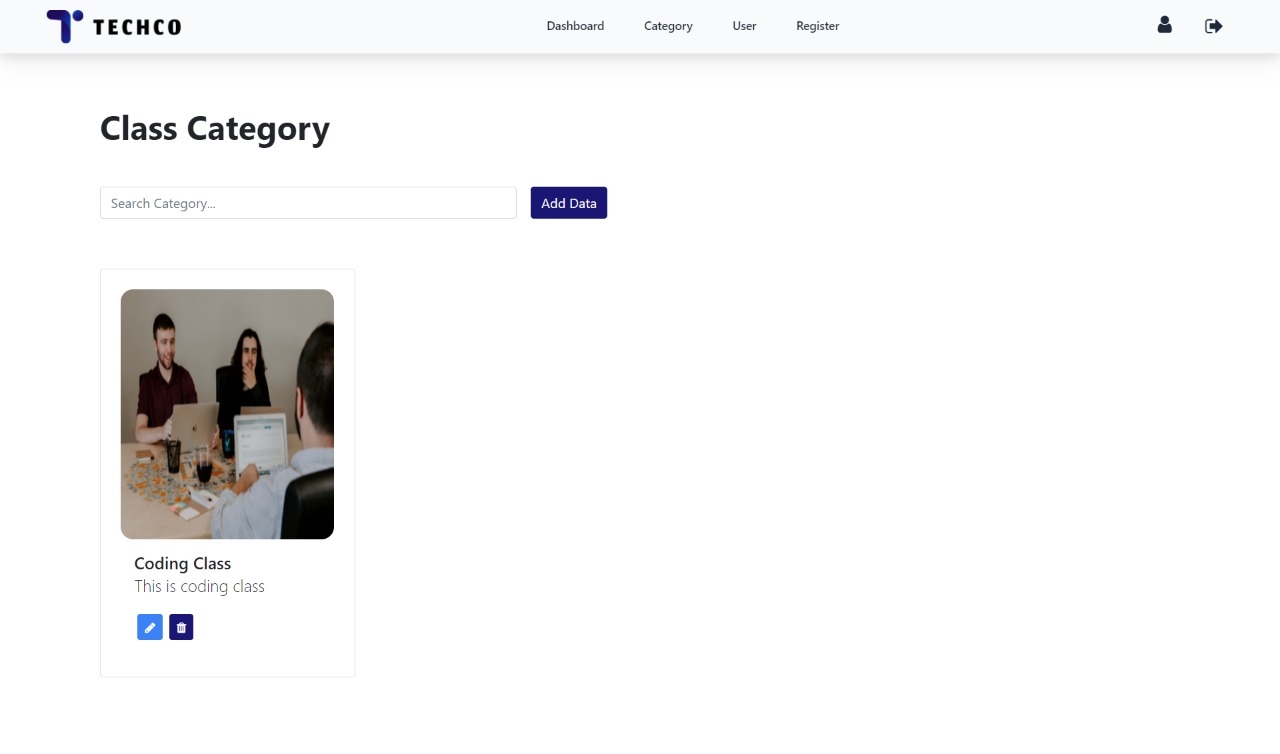 TECHCO
Dashboard
Category
User
Register
Class Category
Search Category...
Add Data
Coding Class
This is coding class